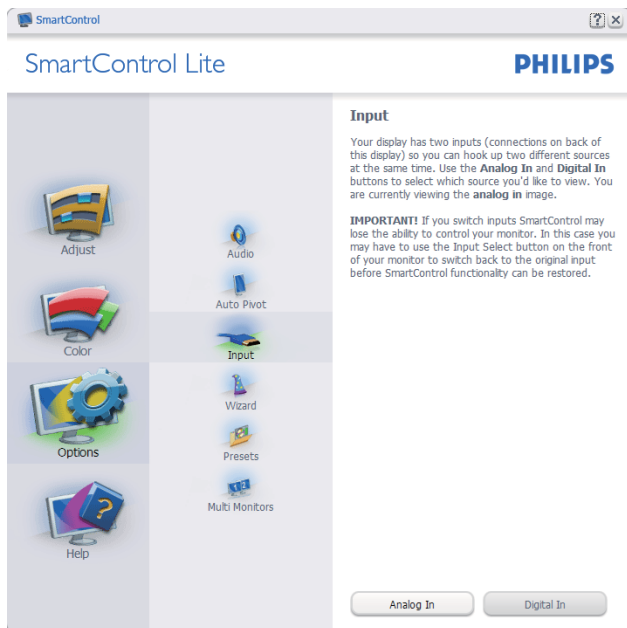 SmartControl
SmartControl Lite
PHILIPS
Adjust
Color
Options
Help
Audio
Auto Pivot
Input
Wizard
Presets
Multi Monitors
Input
Your display has two inputs (connections on back of
this display) so you can hook up two different sources
at the same time. Use the Analog In and Digital In
buttons to select which source you'd like to view. You
are currently viewing the analog in image.
IMPORTANT! If you switch inputs SmartControl may
lose the ability to control your monitor. In this case you
may have to use the Input Select button on the front
of your monitor to switch back to the original input
before SmartControl functionality can be restored.
Analog In
Digital In